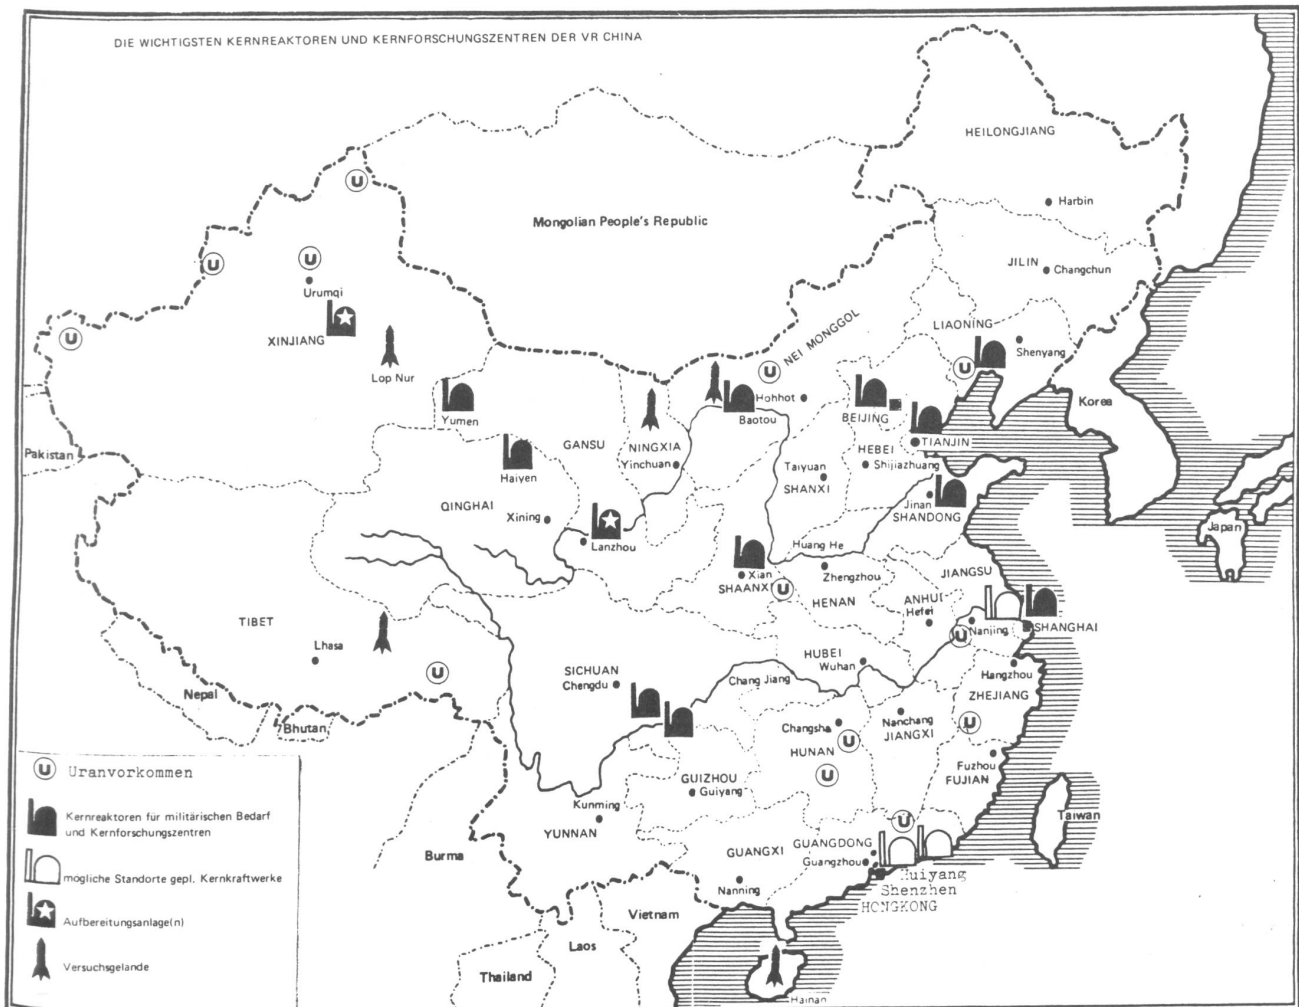 DIE WICHTIGSTEN KERNREAKTOREN UND KERNFORSCHUNGSZENTREN DER VR CHINA
HEILONGJIANG
Harbin
Mongolian People's Republic
JILIN
Changchun
U
U
U
Urumqi
XINJIANG
U
Lop Nur
LIAONING
Shenyang
U
NEI MONGGOL
U
Hohhot
Baotou
BEIJING
Korea
Yumen
TIANJIN
GANSU
NINGXIA
Yinchuan
HEBEI
Shijiazhuang
Pakistan
Haiyen
Taiyuan
SHANXI
QINGHAI
Xining
Jinan
SHANDONG
Japan
Lanzhou
Huang He
Xian
SHAANXI
U
Zhengzhou
HENAN
JIANGSU
ANHUI
Hefei
TIBET
Lhasa
Nanjing
U
SHANGHAI
HUBEI
Wuhan
Hangzhou
ZHEJIANG
U
SICHUAN
Chengdu
Chang Jiang
Nepal
Bhutan
Changsha
HUNAN
U
U
Nanchang
JIANGXI
U
Fuzhou
FUJIAN
GUIZHOU
Guiyang
Kunming
YUNNAN
Taiwan
U
GUANGXI
GUANGDONG
Guangzhou
Nanning
Huiyang
Shenzhen
HONGKONG
Burma
Vietnam
Laos
Thailand
Hainan
U Uranvorkommen
Kernreaktoren für militärischen Bedarf
und Kernforschungszentren
mögliche Standorte gepl. Kernkraftwerke
Aufbereitungsanlage(n)
Versuchsgelände